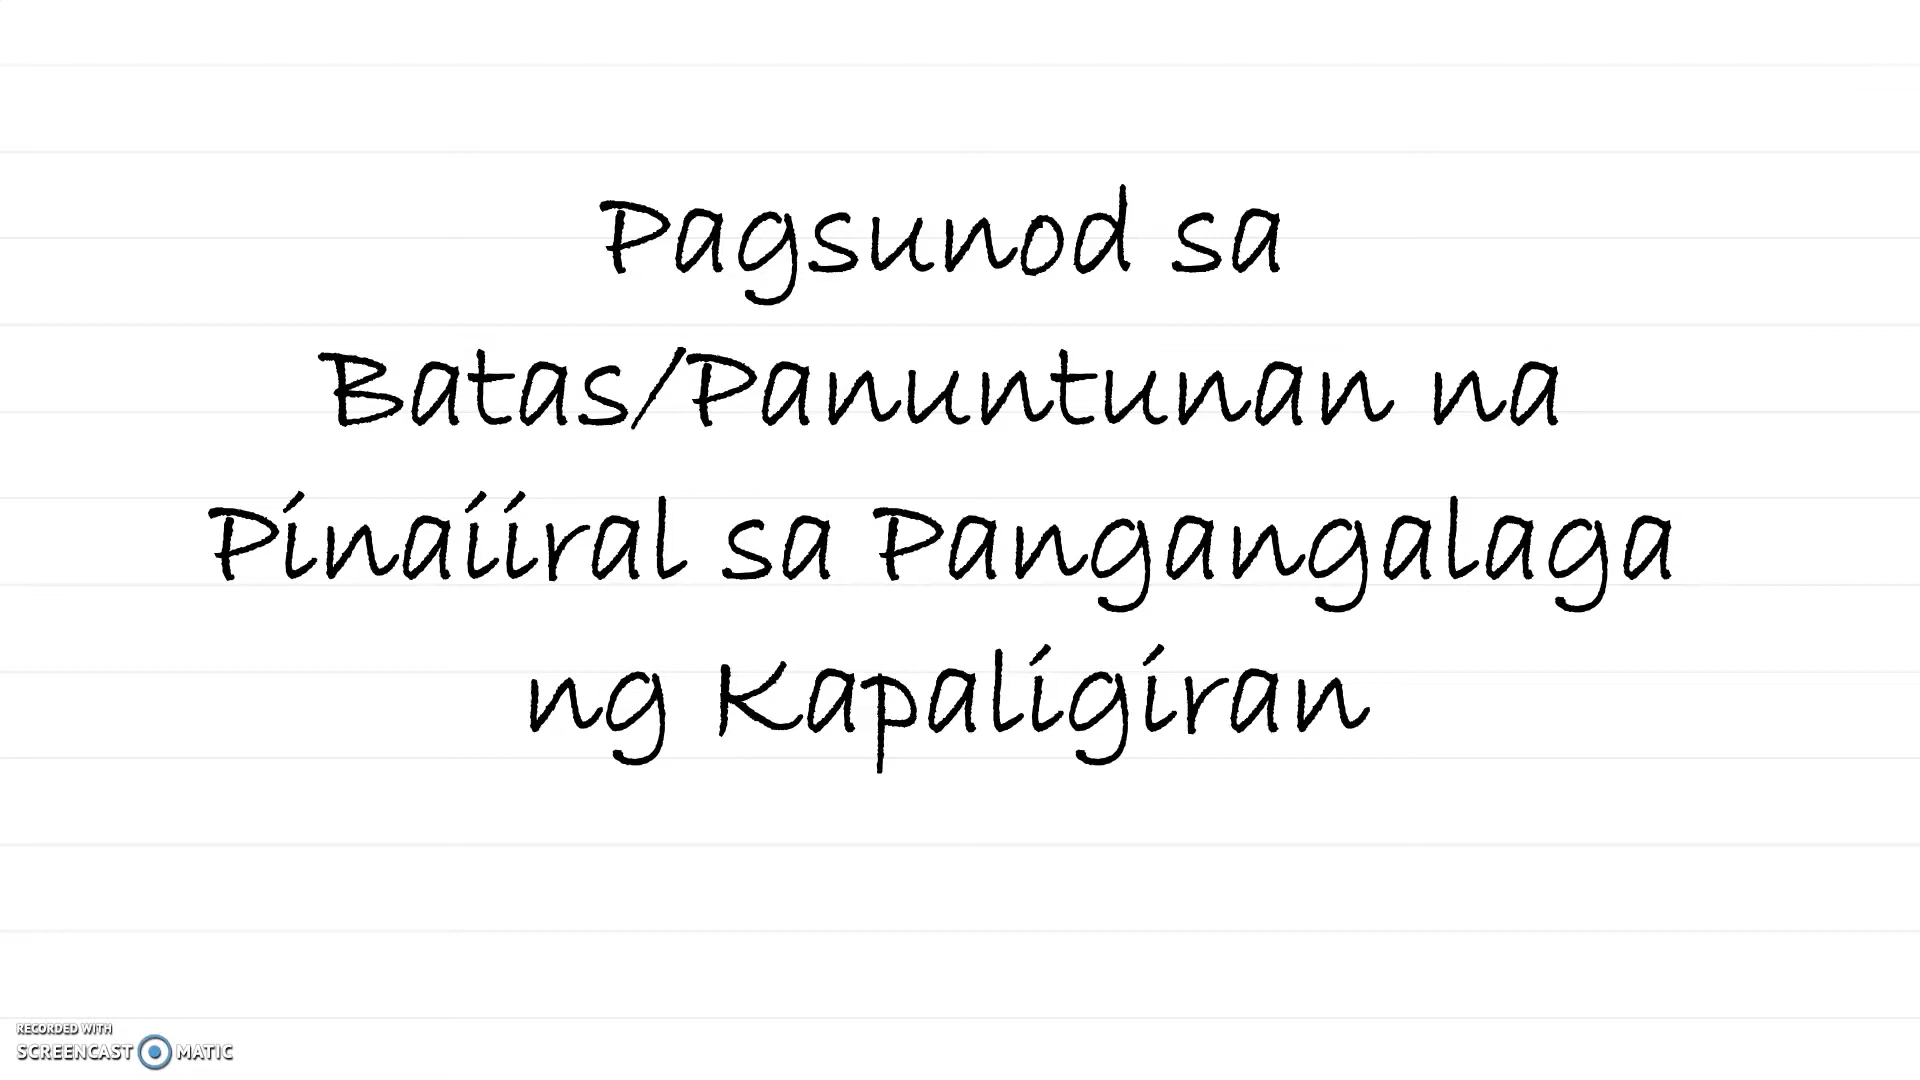 Pagsunod sa
Batas/Panuntunan na
Pinaiiral sa Pangangalaga
ng Kapaligiran
RECORDED WITH
SCREENCAST MATIC